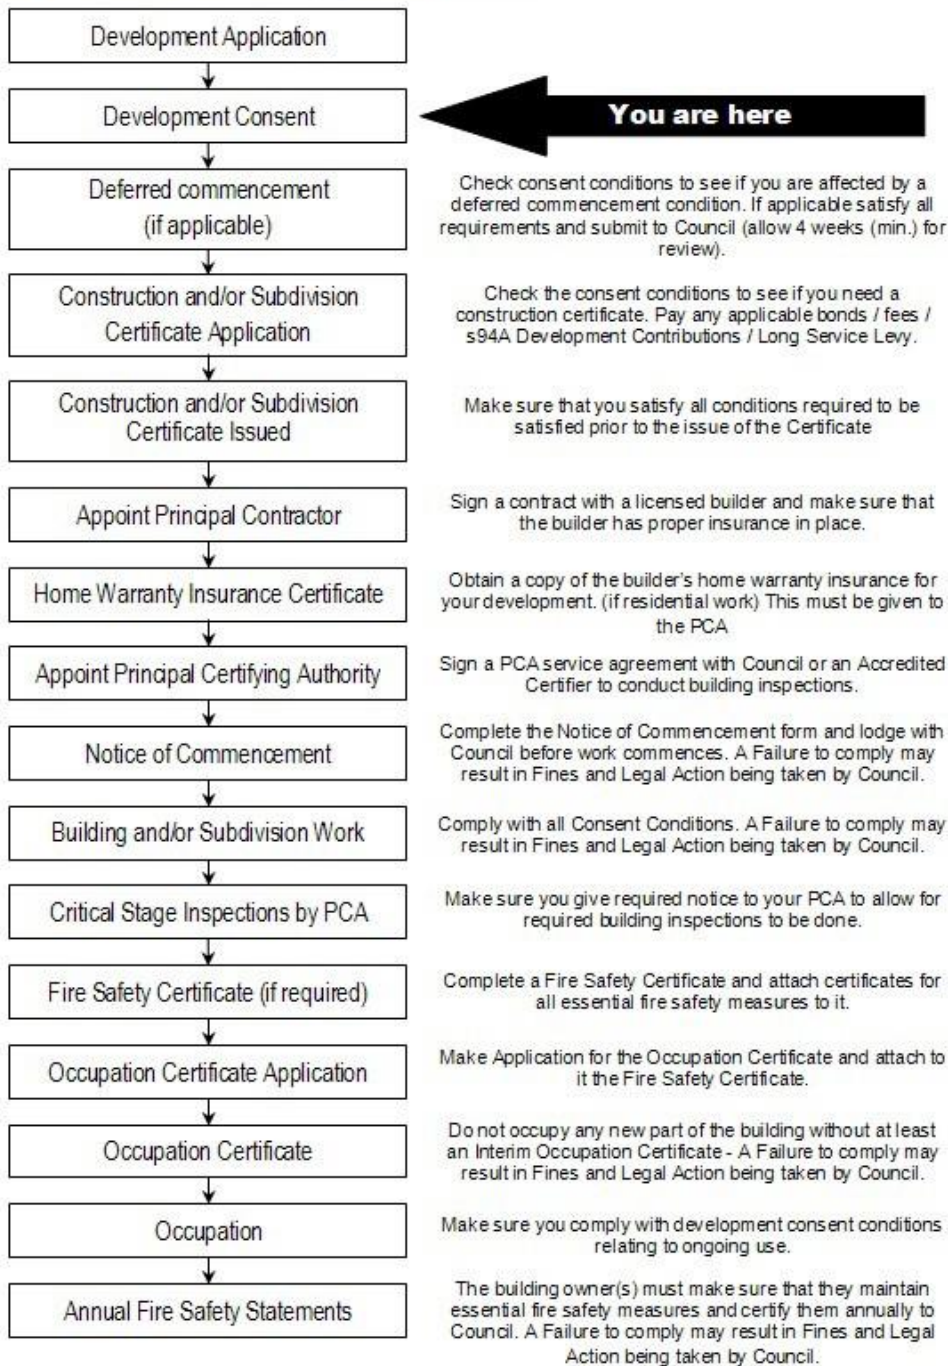 Development Application
Development Consent
You are here
Deferred commencement
(if applicable)
Check consent conditions to see if you are affected by a
deferred commencement condition. If applicable satisfy all
requirements and submit to Council (allow 4 weeks (min.) for
review).
Construction and/or Subdivision
Certificate Application
Check the consent conditions to see if you need a
construction certificate. Pay any applicable bonds / fees /
s94A Development Contributions / Long Service Levy.
Construction and/or Subdivision
Certificate Issued
Make sure that you satisfy all conditions required to be
satisfied prior to the issue of the Certificate
Appoint Principal Contractor
Sign a contract with a licensed builder and make sure that
the builder has proper insurance in place.
Home Warranty Insurance Certificate
Obtain a copy of the builder's home warranty insurance for
your development. (if residential work) This must be given to
the PCA
Appoint Principal Certifying Authority
Sign a PCA service agreement with Council or an Accredited
Certifier to conduct building inspections.
Notice of Commencement
Complete the Notice of Commencement form and lodge with
Council before work commences. A Failure to comply may
result in Fines and Legal Action being taken by Council.
Building and/or Subdivision Work
Comply with all Consent Conditions. A Failure to comply may
result in Fines and Legal Action being taken by Council.
Critical Stage Inspections by PCA
Make sure you give required notice to your PCA to allow for
required building inspections to be done.
Fire Safety Certificate (if required)
Complete a Fire Safety Certificate and attach certificates for
all essential fire safety measures to it.
Occupation Certificate Application
Make Application for the Occupation Certificate and attach to
it the Fire Safety Certificate.
Occupation Certificate
Do not occupy any new part of the building without at least
an Interim Occupation Certificate - A Failure to comply may
result in Fines and Legal Action being taken by Council.
Occupation
Make sure you comply with development consent conditions
relating to ongoing use.
Annual Fire Safety Statements
The building owner(s) must make sure that they maintain
essential fire safety measures and certify them annually to
Council. A Failure to comply may result in Fines and Legal
Action being taken by Council.